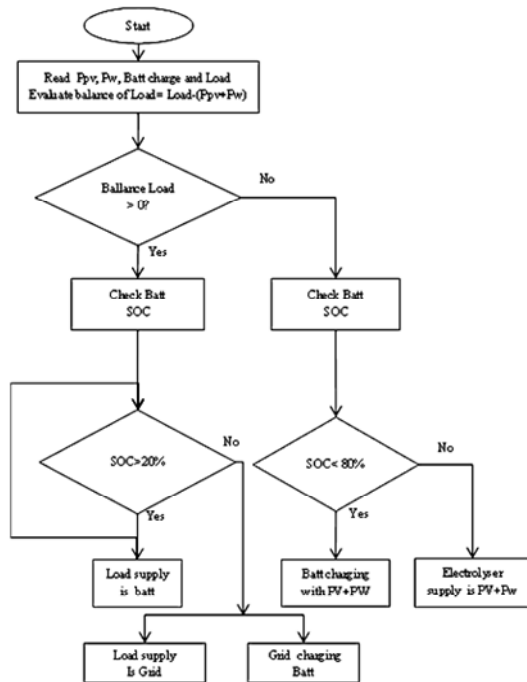 Start
Read Ppv, Pw, Batt charge and Load
Evaluate balance of Load= Load-(Ppv+Pw)
Ballance Load
> 0?
No
Yes
Check Batt
SOC
Check Batt
SOC
SOC>20%
No
Yes
SOC< 80%
No
Yes
Load supply
is batt
Batt charging
with PV+PW
Electrolyser
supply is PV+Pw
Load supply
Is Grid
Grid charging
Batt